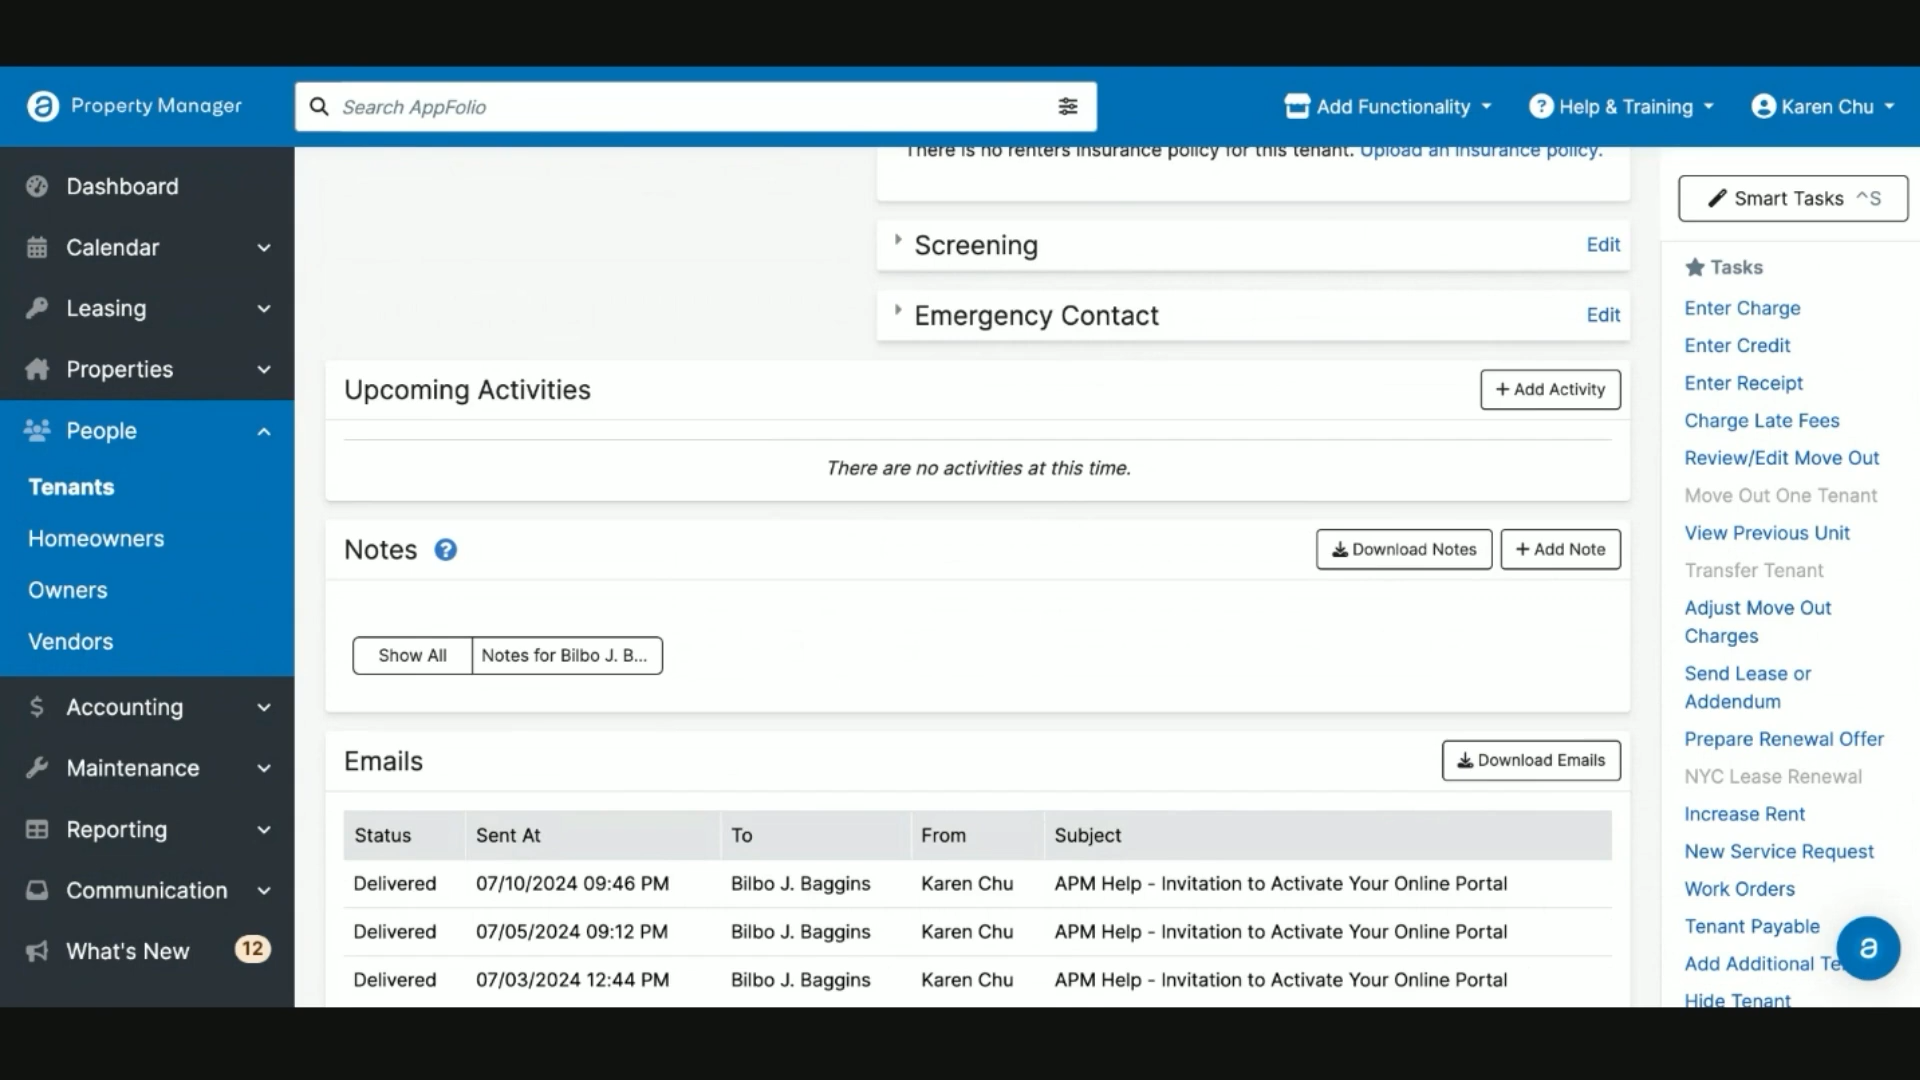 Property Manager
Search AppFolio
Add Functionality
Help & Training
Karen Chu
Dashboard
Calendar
Leasing
Properties
People
Tenants
Homeowners
Owners
Vendors
Accounting
Maintenance
Reporting
Communication
What's New 12
There is no renters insurance policy for this tenant. Upload an insurance policy.
Screening Edit
Emergency Contact Edit
Upcoming Activities + Add Activity
There are no activities at this time.
Notes ? Download Notes + Add Note
Show All Notes for Bilbo J. B...
Emails Download Emails
Status Sent At To From Subject
Delivered 07/10/2024 09:46 PM Bilbo J. Baggins Karen Chu APM Help - Invitation to Activate Your Online Portal
Delivered 07/05/2024 09:12 PM Bilbo J. Baggins Karen Chu APM Help - Invitation to Activate Your Online Portal
Delivered 07/03/2024 12:44 PM Bilbo J. Baggins Karen Chu APM Help - Invitation to Activate Your Online Portal
Smart Tasks ^S
Tasks
Enter Charge
Enter Credit
Enter Receipt
Charge Late Fees
Review/Edit Move Out
Move Out One Tenant
View Previous Unit
Transfer Tenant
Adjust Move Out
Charges
Send Lease or
Addendum
Prepare Renewal Offer
NYC Lease Renewal
Increase Rent
New Service Request
Work Orders
Tenant Payable
Add Additional Te
Hide Tenant
a